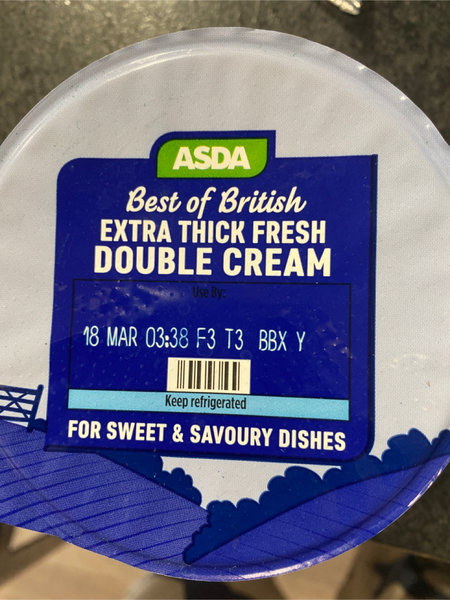 ASDA
Best of British
EXTRA THICK FRESH
DOUBLE CREAM
Use By:
18 MAR 03:38 F3 T3 BBX Y
Keep refrigerated
FOR SWEET & SAVOURY DISHES